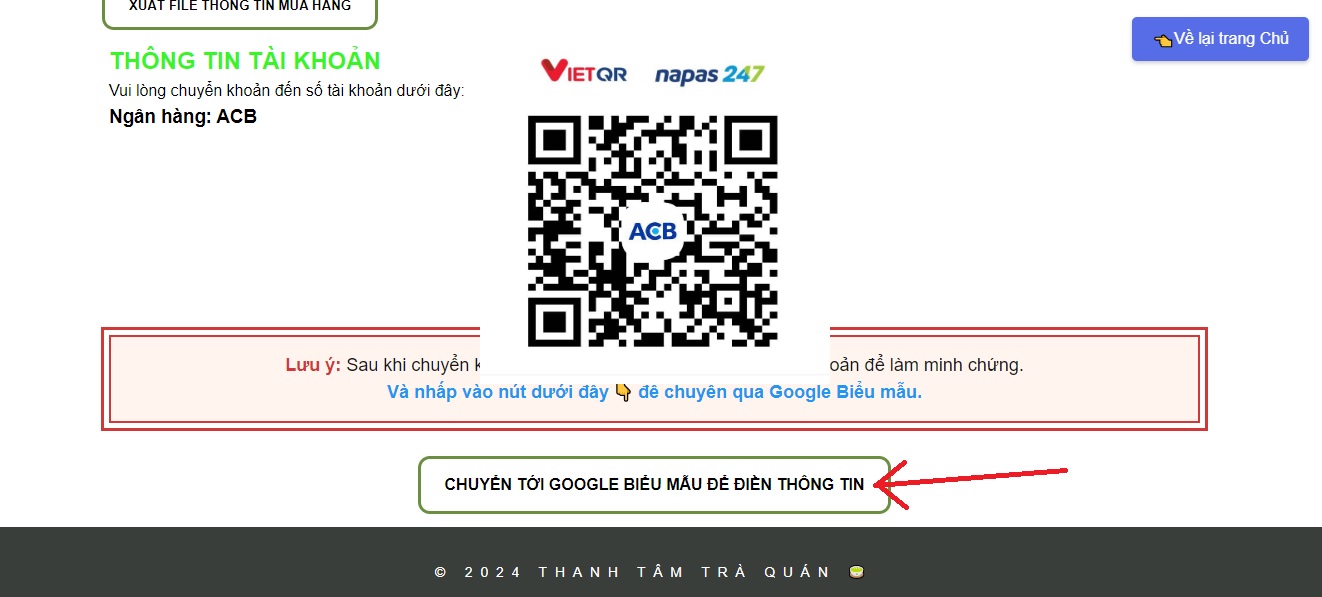 XUẤT FILE THÔNG TIN MUA HÀNG
Về lại trang Chủ
THÔNG TIN TÀI KHOẢN
Vui lòng chuyển khoản đến số tài khoản dưới đây:
Ngân hàng: ACB
VIETQR napas 247
ACB
Lưu ý: Sau khi chuyển oản để làm minh chứng.
Và nhấp vào nút dưới đây 👇 để chuyển qua Google Biểu mẫu.
CHUYỂN TỚI GOOGLE BIỂU MẪU ĐỂ ĐIỀN THÔNG TIN
© 2024 THANH TÂM TRÀ QUÁN